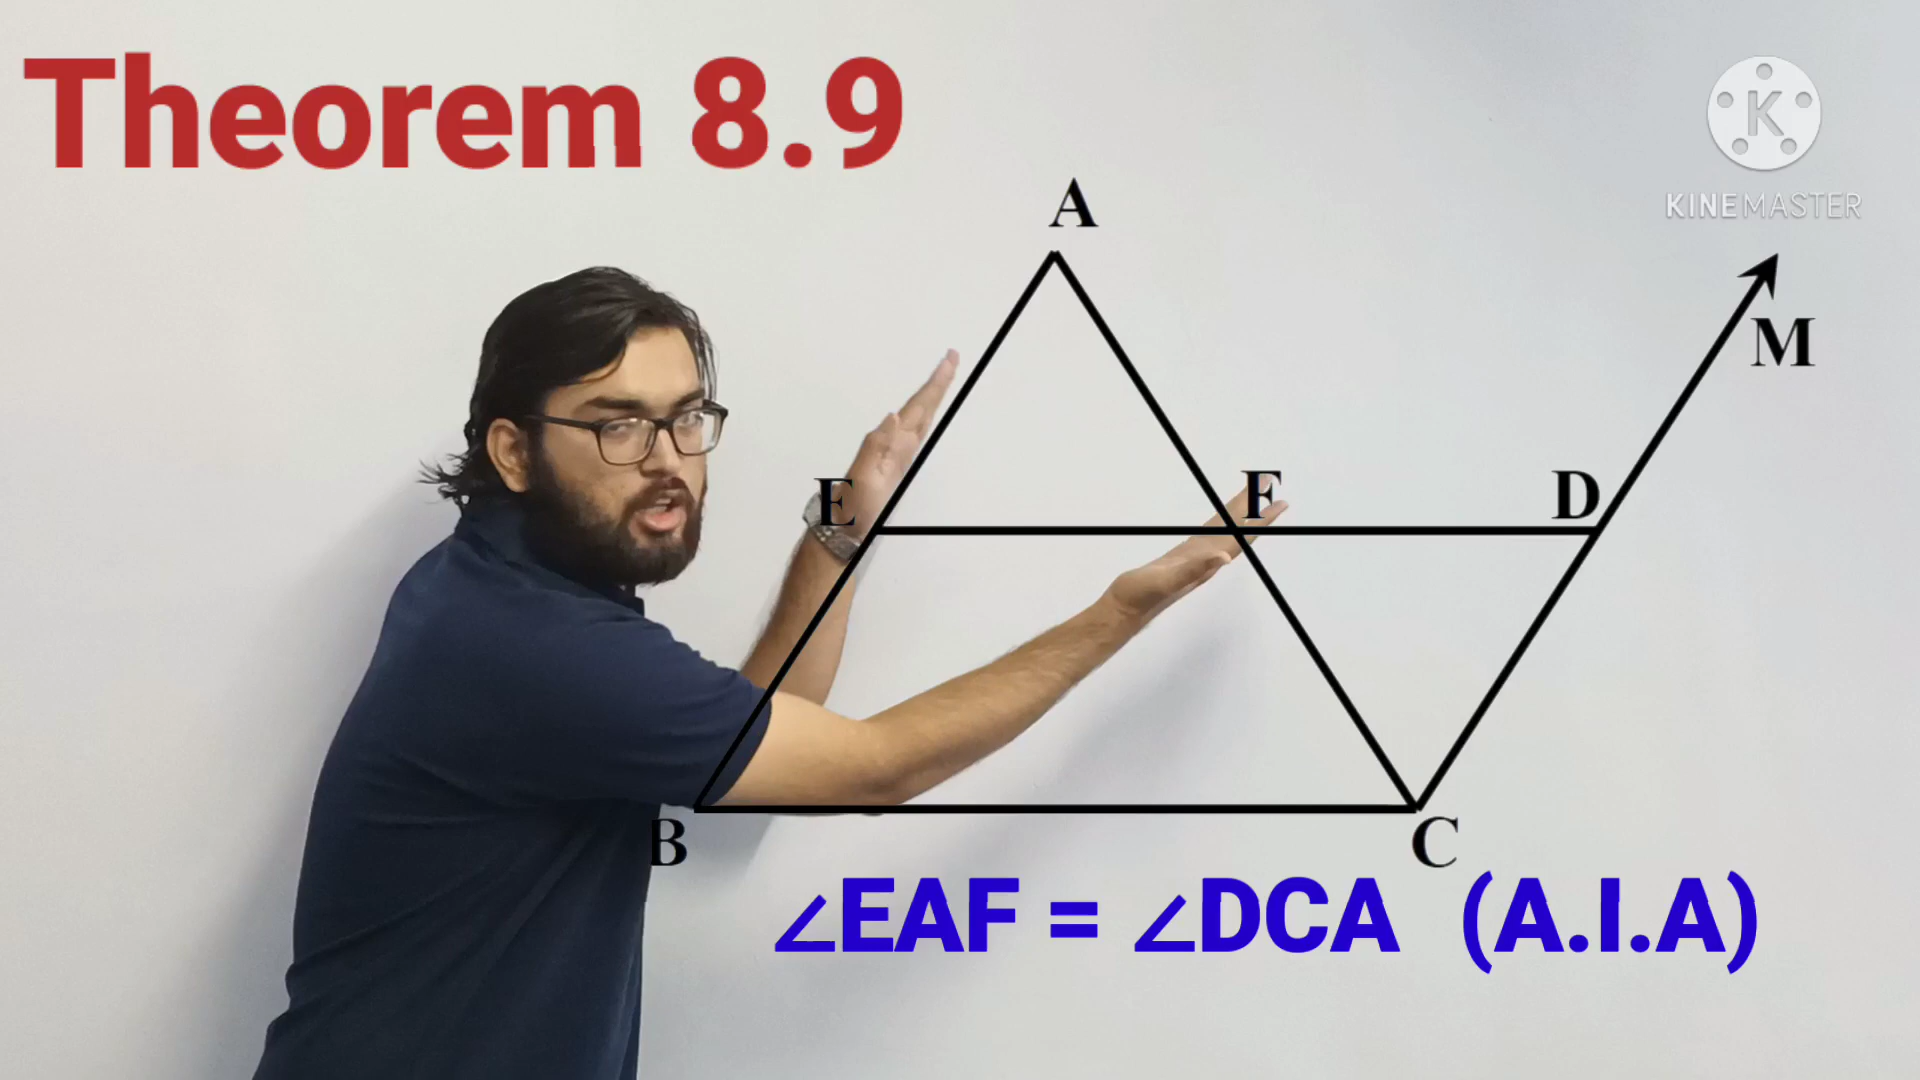 Theorem 8.9
K
KINEMASTER
A
M
E
F
D
B
C
∠EAF = ∠DCA (A.I.A)